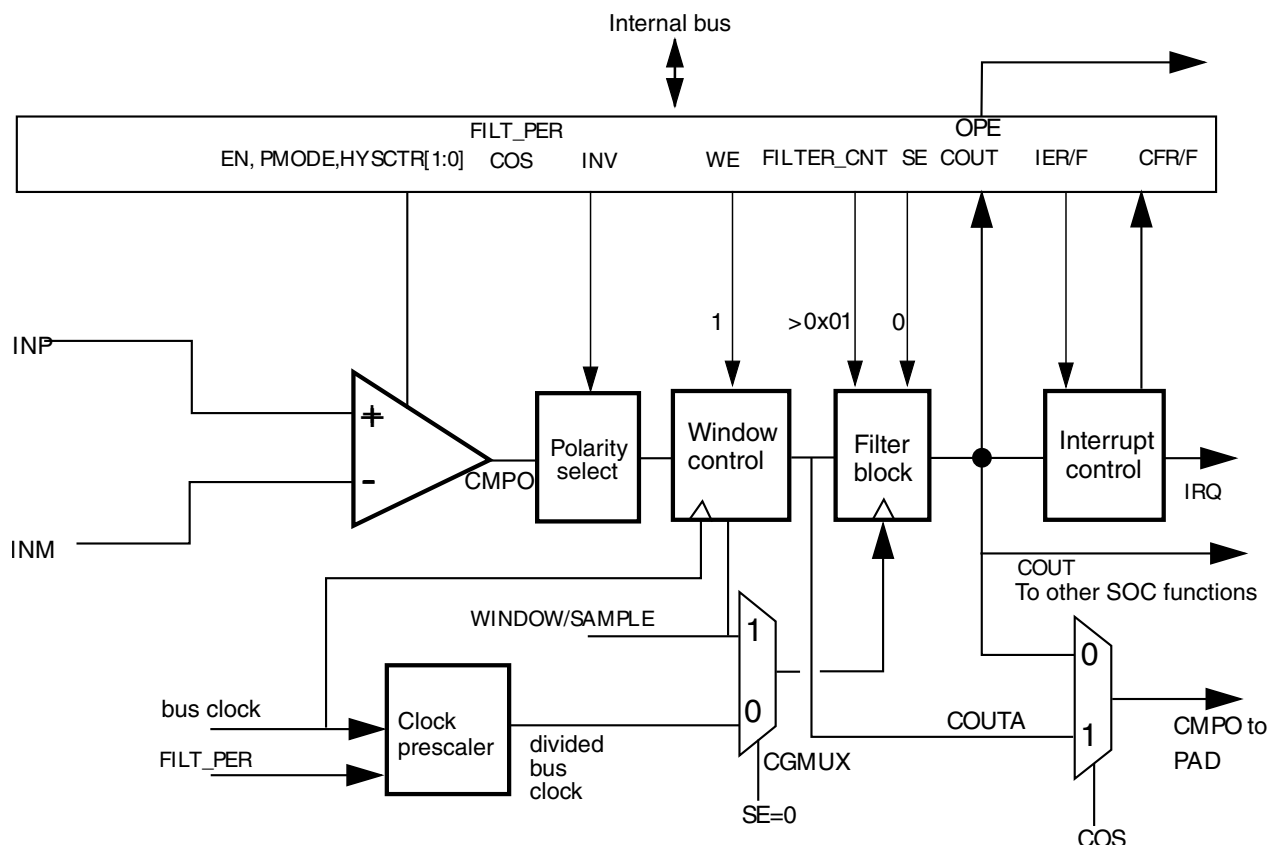 Internal bus
FILT_PER
OPE
EN, PMODE,HYSCTR[1:0]
COS
INV
WE
FILTER_CNT
SE
COUT
IER/F
CFR/F
1
>0x01
0
INP
+
-
INM
CMPO
Polarity
select
Window
control
Filter
block
Interrupt
control
IRQ
COUT
To other SOC functions
WINDOW/SAMPLE
1
0
bus clock
FILT_PER
Clock
prescaler
divided
bus
clock
CGMUX
SE=0
COUTA
0
1
CMPO to
PAD
COS